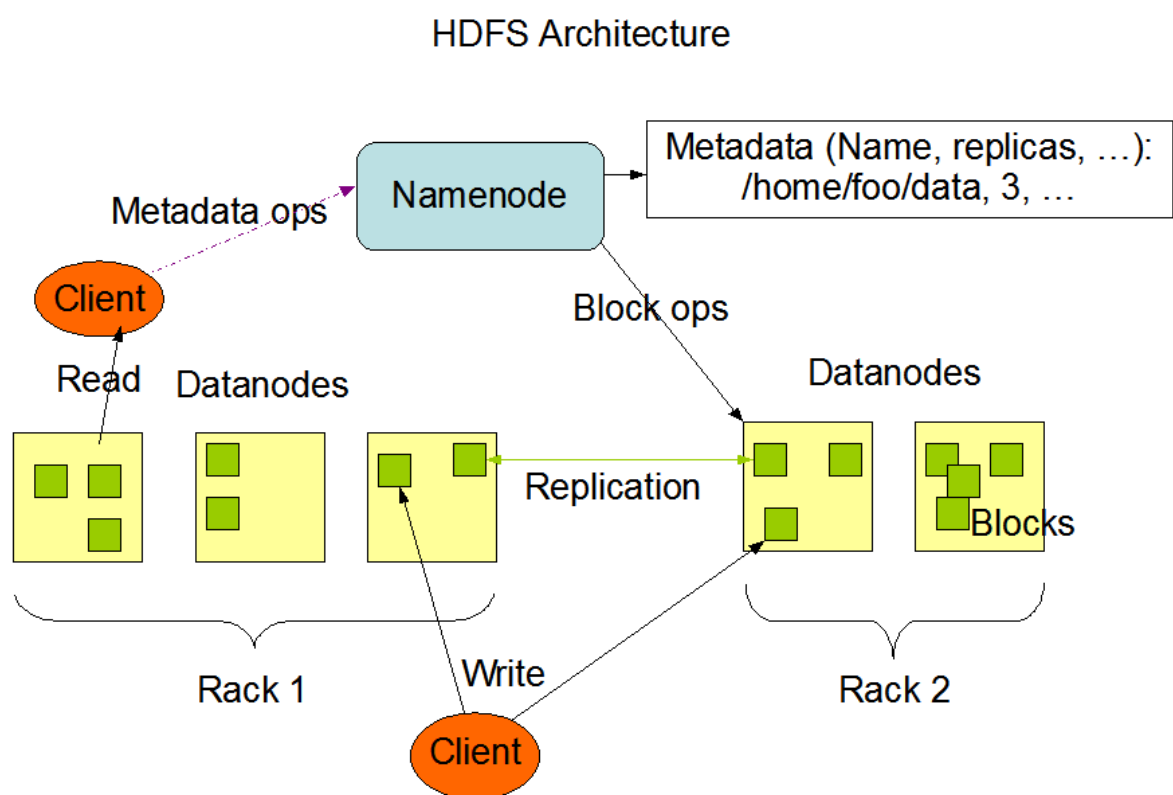 HDFS Architecture
Metadata (Name, replicas, …):
/home/foo/data, 3, …
Namenode
Metadata ops
Client
Block ops
Read
Datanodes
Datanodes
Replication
Blocks
Rack 1
Write
Rack 2
Client